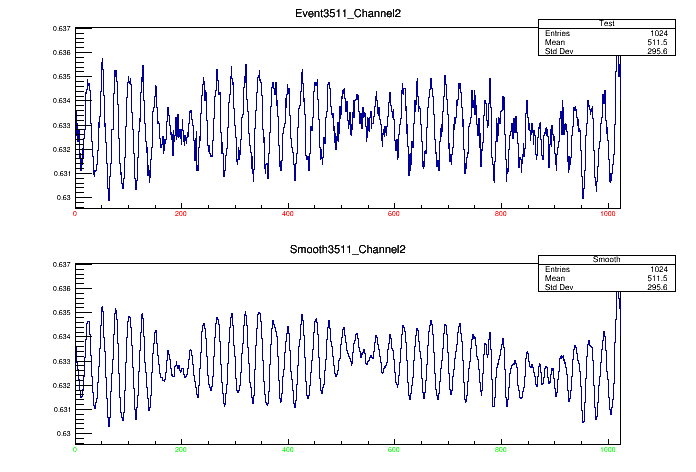 Event3511_Channel2
Test
Entries 1024
Mean 511.5
Std Dev 295.6
0.637
0.636
0.635
0.634
0.633
0.632
0.631
0.63
0 200 400 600 800 1000
Smooth3511_Channel2
Smooth
Entries 1024
Mean 511.5
Std Dev 295.6
0.637
0.636
0.635
0.634
0.633
0.632
0.631
0.63
0 200 400 600 800 1000